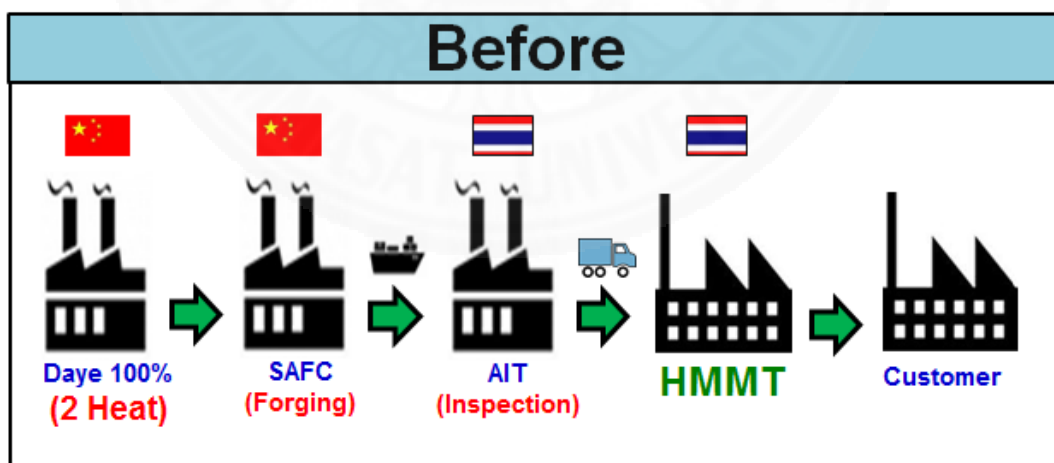 Before
Daye 100%
(2 Heat)
SAFC
(Forging)
AIT
(Inspection)
HMMT
Customer